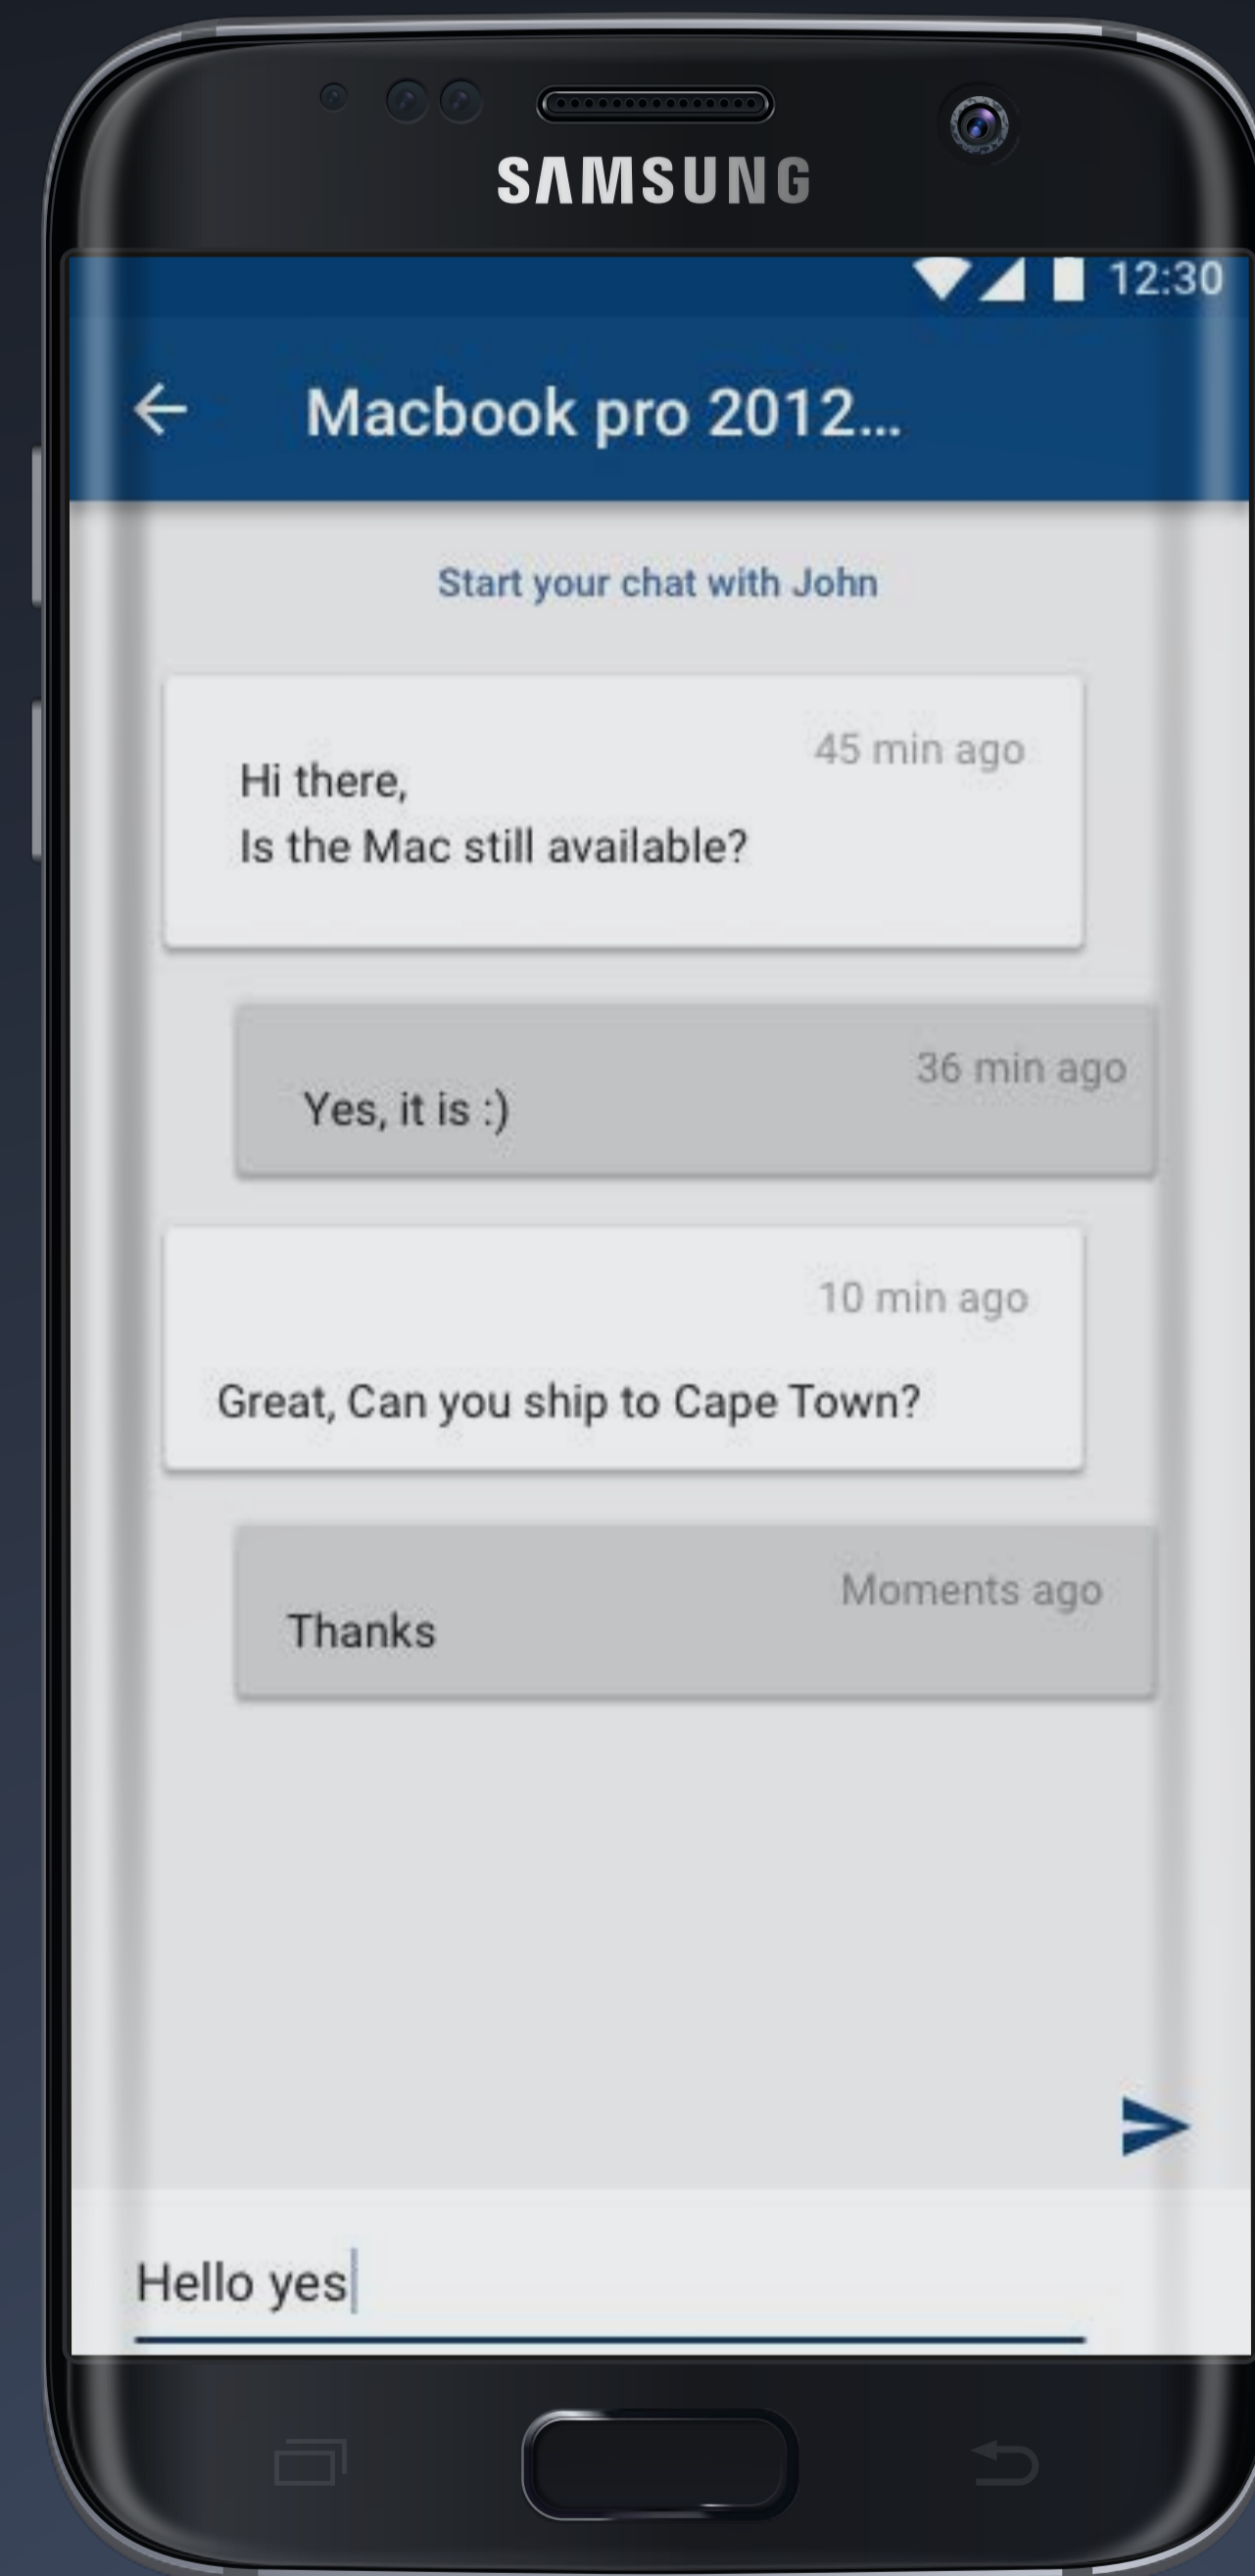 SAMSUNG
12:30
Macbook pro 2012...
Start your chat with John
45 min ago
Hi there,
Is the Mac still available?
36 min ago
Yes, it is :)
10 min ago
Great, Can you ship to Cape Town?
Moments ago
Thanks
Hello yes